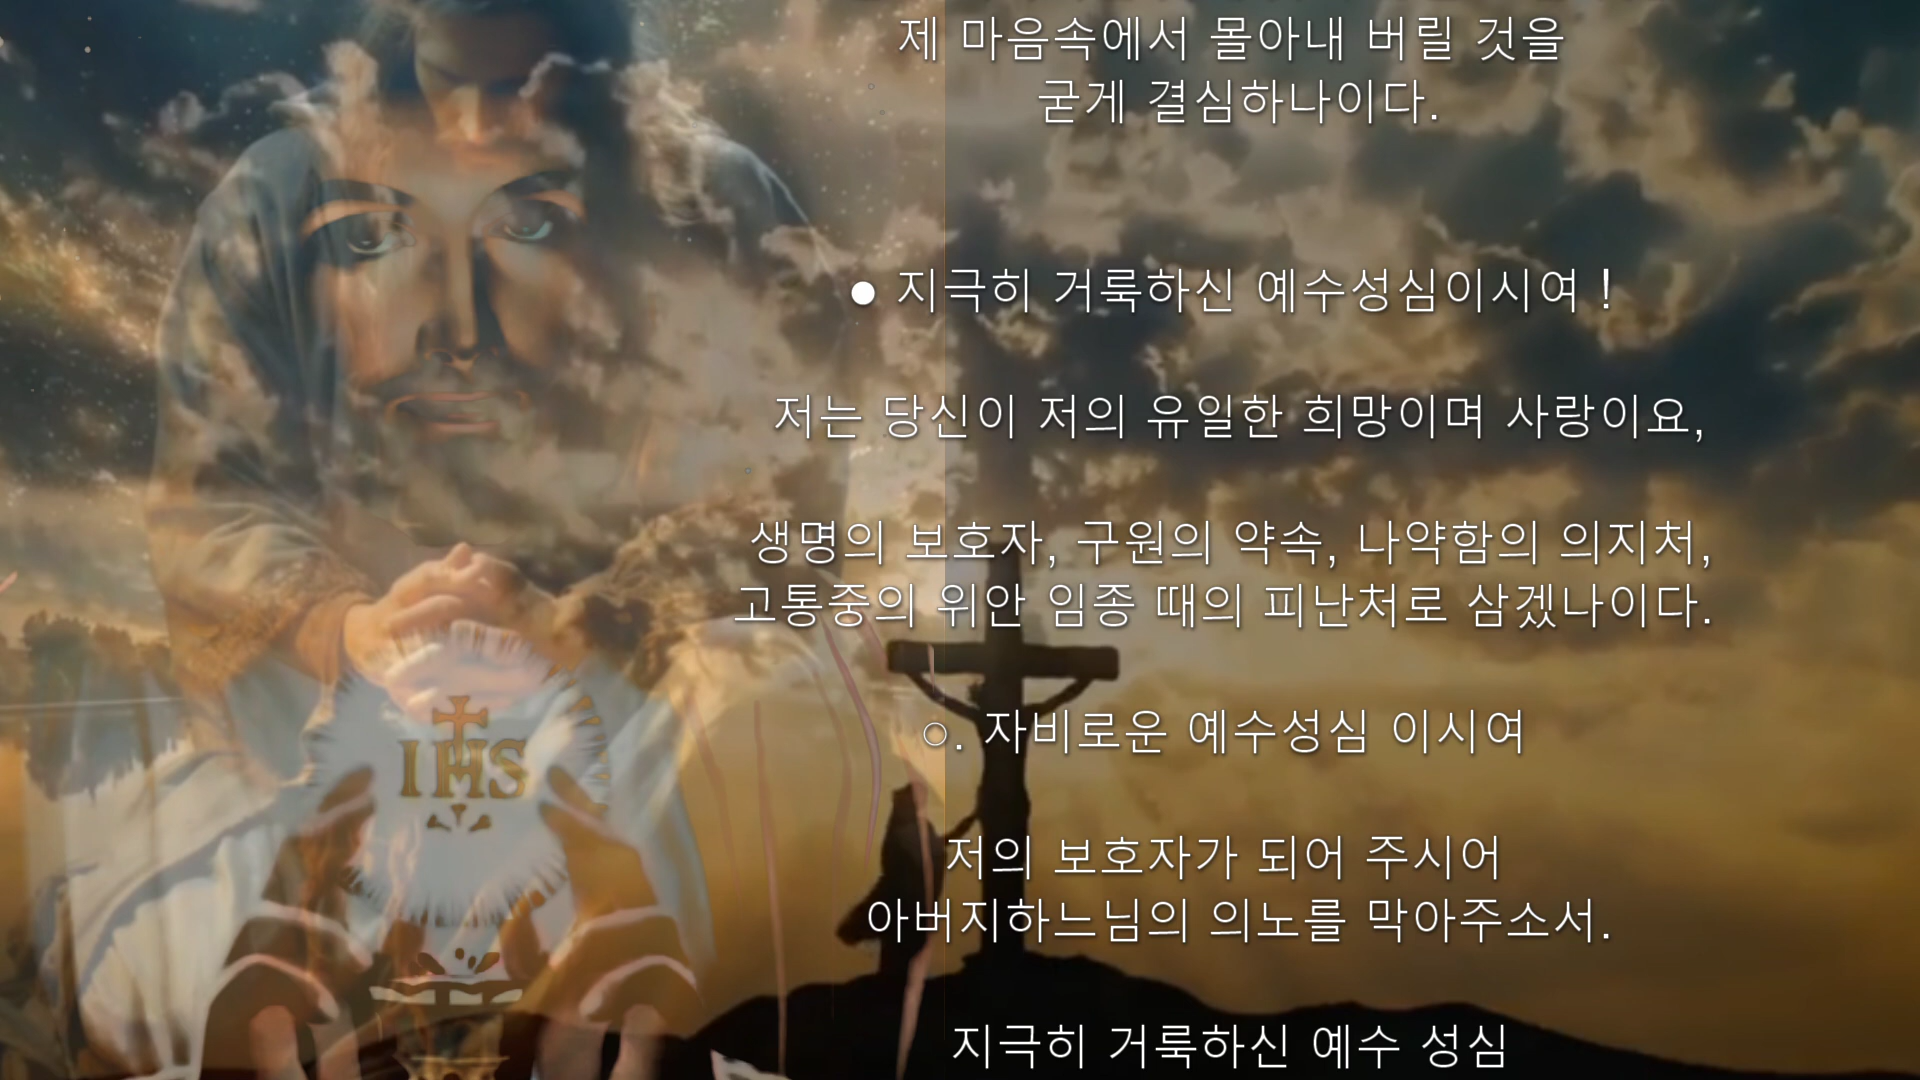 제 마음속에서 몰아내 버릴 것을
굳게 결심하나이다.
● 지극히 거룩하신 예수성심이시여 !
저는 당신이 저의 유일한 희망이며 사랑이요,
생명의 보호자, 구원의 약속, 나약함의 의지처,
고통중의 위안 임종 때의 피난처로 삼겠나이다.
○. 자비로운 예수성심 이시여
저의 보호자가 되어 주시어
아버지하느님의 의노를 막아주소서.
지극히 거룩하신 예수 성심
IHS